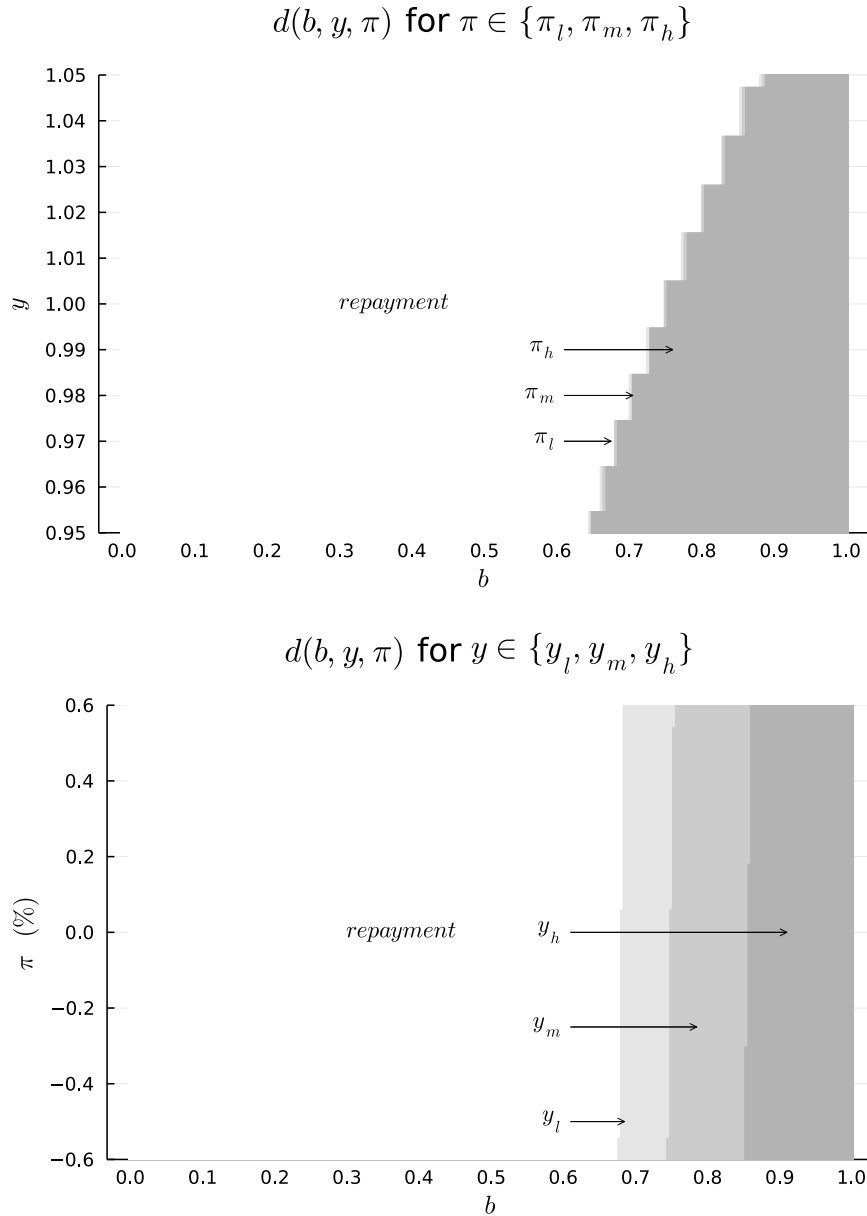 d(b, y, π) for π ∈ {π_l, π_m, π_h}
1.05
1.04
1.03
1.02
1.01
1.00
0.99
0.98
0.97
0.96
0.95
y
repayment
π_h
π_m
π_l
0.0 0.1 0.2 0.3 0.4 0.5 0.6 0.7 0.8 0.9 1.0
b
d(b, y, π) for y ∈ {y_l, y_m, y_h}
0.6
0.4
0.2
0.0
−0.2
−0.4
−0.6
π (%)
repayment
y_h
y_m
y_l
0.0 0.1 0.2 0.3 0.4 0.5 0.6 0.7 0.8 0.9 1.0
b